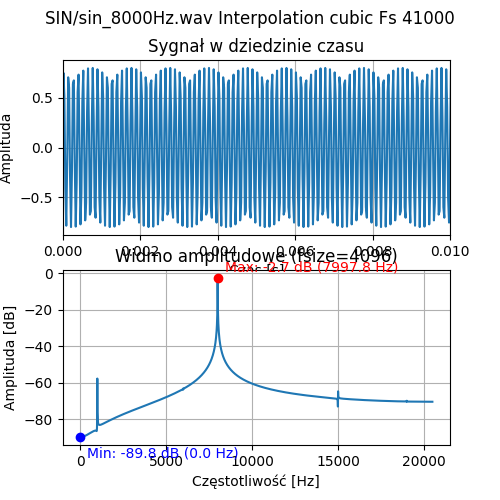 SIN/sin_8000Hz.wav Interpolation cubic Fs 41000
Sygnał w dziedzinie czasu
Amplituda
0.5
0.0
−0.5
0.000 0.002 0.004 0.006 0.008 0.010
Widmo amplitudowe (fsize=4096)
Max: -2.7 dB (7997.8 Hz)
Amplituda [dB]
0
−20
−40
−60
−80
Min: -89.8 dB (0.0 Hz)
0 5000 10000 15000 20000
Częstotliwość [Hz]